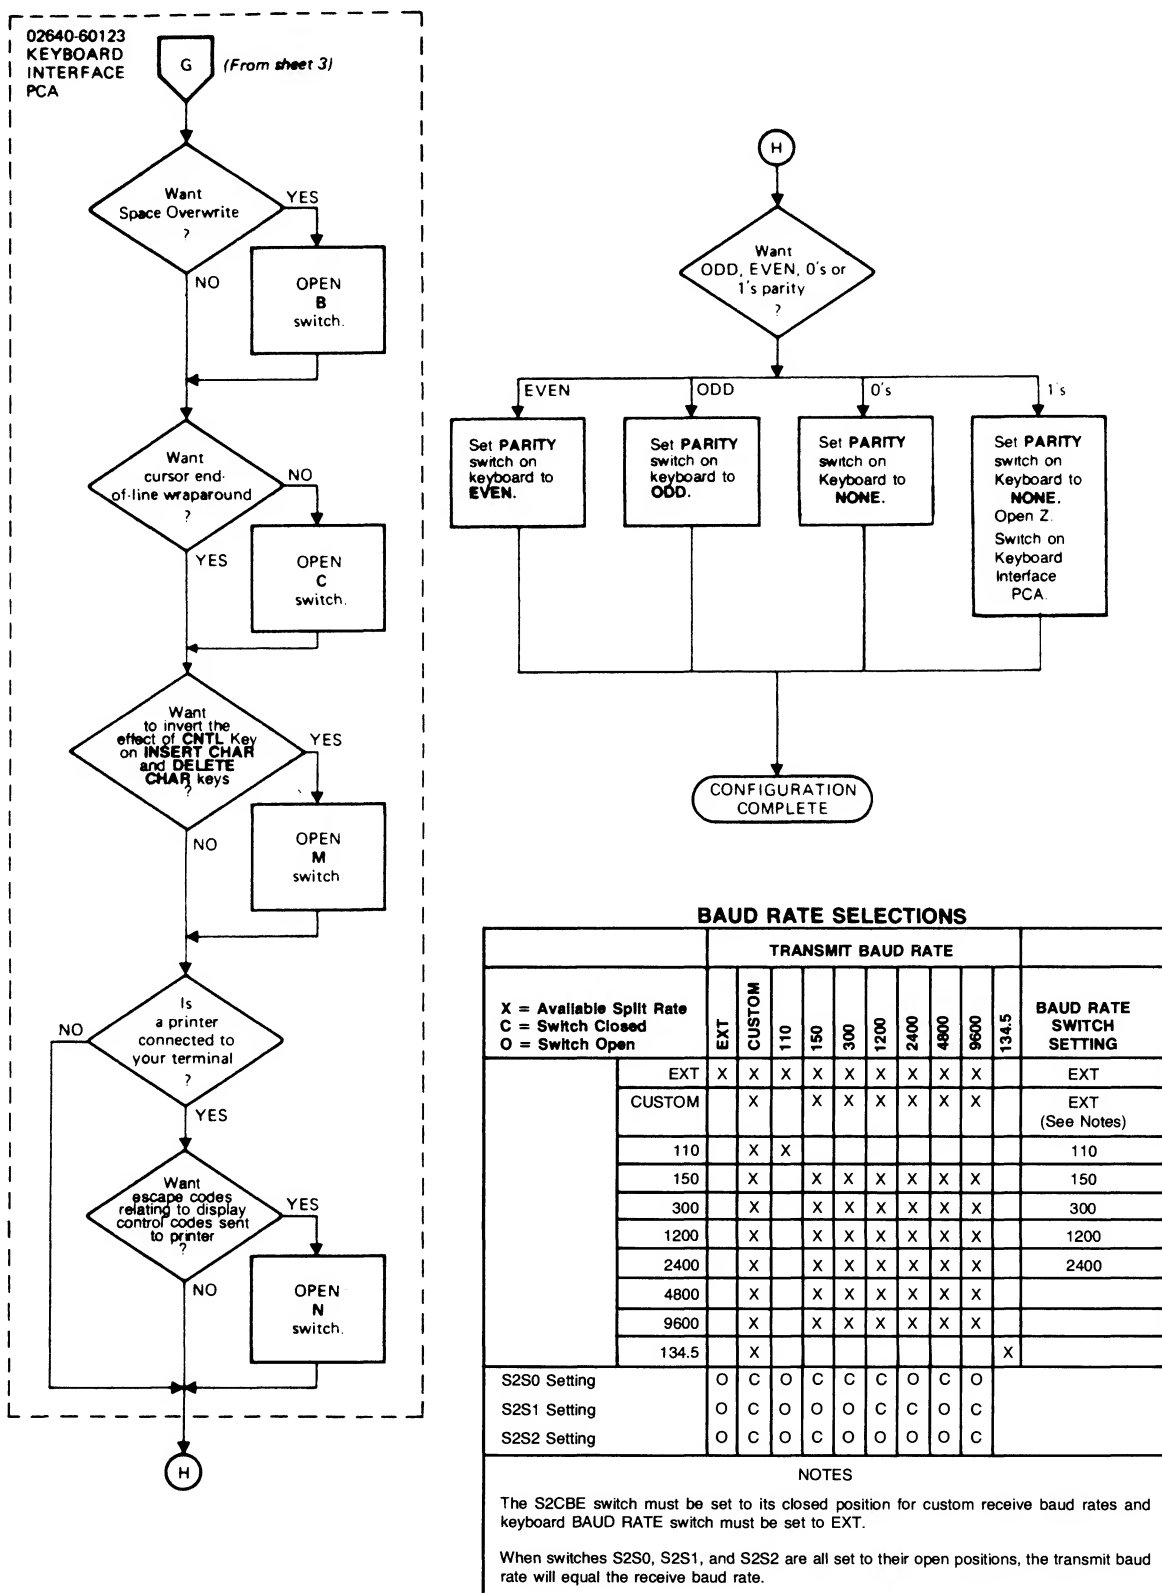 02640-60123
KEYBOARD
INTERFACE
PCA
G
(From sheet 3)
Want
Space Overwrite
?
YES
NO
OPEN
B
switch.
Want
cursor end-
of-line wraparound
?
NO
YES
OPEN
C
switch.
Want
to invert the
effect of CNTL Key
on INSERT CHAR
and DELETE
CHAR keys
?
YES
NO
OPEN
M
switch
Is
a printer
connected to
your terminal
?
NO
YES
Want
escape codes
relating to display
control codes sent
to printer
?
YES
NO
OPEN
N
switch.
H
H
Want
ODD, EVEN, 0's or
1's parity
?
EVEN
ODD
0's
1's
Set PARITY
switch on
keyboard to
EVEN.
Set PARITY
switch on
keyboard to
ODD.
Set PARITY
switch on
Keyboard to
NONE.
Set PARITY
switch on
Keyboard to
NONE.
Open Z.
Switch on
Keyboard
Interface
PCA.
CONFIGURATION
COMPLETE
BAUD RATE SELECTIONS
TRANSMIT BAUD RATE
X = Available Split Rate
C = Switch Closed
O = Switch Open
EXT CUSTOM 110 150 300 1200 2400 4800 9600 134.5
BAUD RATE
SWITCH
SETTING
EXT X X X X X X X X X EXT
CUSTOM X X X X X X X EXT
(See Notes)
110 X X 110
150 X X X X X X X 150
300 X X X X X X X 300
1200 X X X X X X X 1200
2400 X X X X X X X 2400
4800 X X X X X X X
9600 X X X X X X X
134.5 X X
S2S0 Setting O C O C C C O C O
S2S1 Setting O C O O O C C O C
S2S2 Setting O C O C O O O O C
NOTES
The S2CBE switch must be set to its closed position for custom receive baud rates and
keyboard BAUD RATE switch must be set to EXT.
When switches S2S0, S2S1, and S2S2 are all set to their open positions, the transmit baud
rate will equal the receive baud rate.